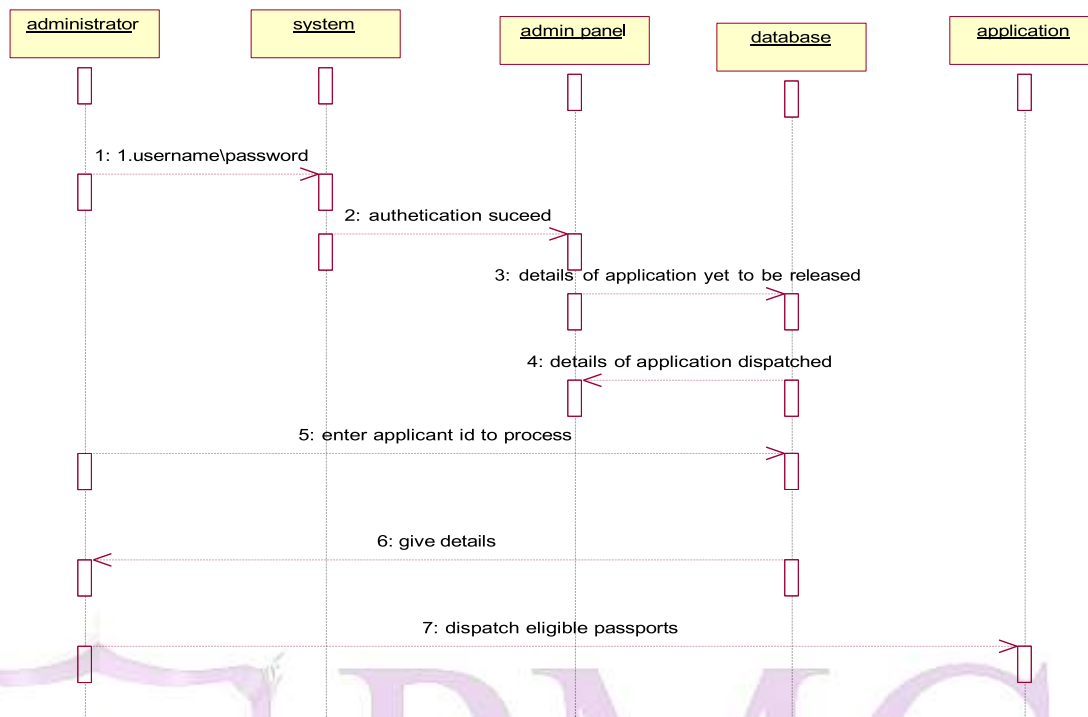 administrator
system
admin panel
database
application
1: 1.username\password
2: authetication suceed
3: details of application yet to be released
4: details of application dispatched
5: enter applicant id to process
6: give details
7: dispatch eligible passports